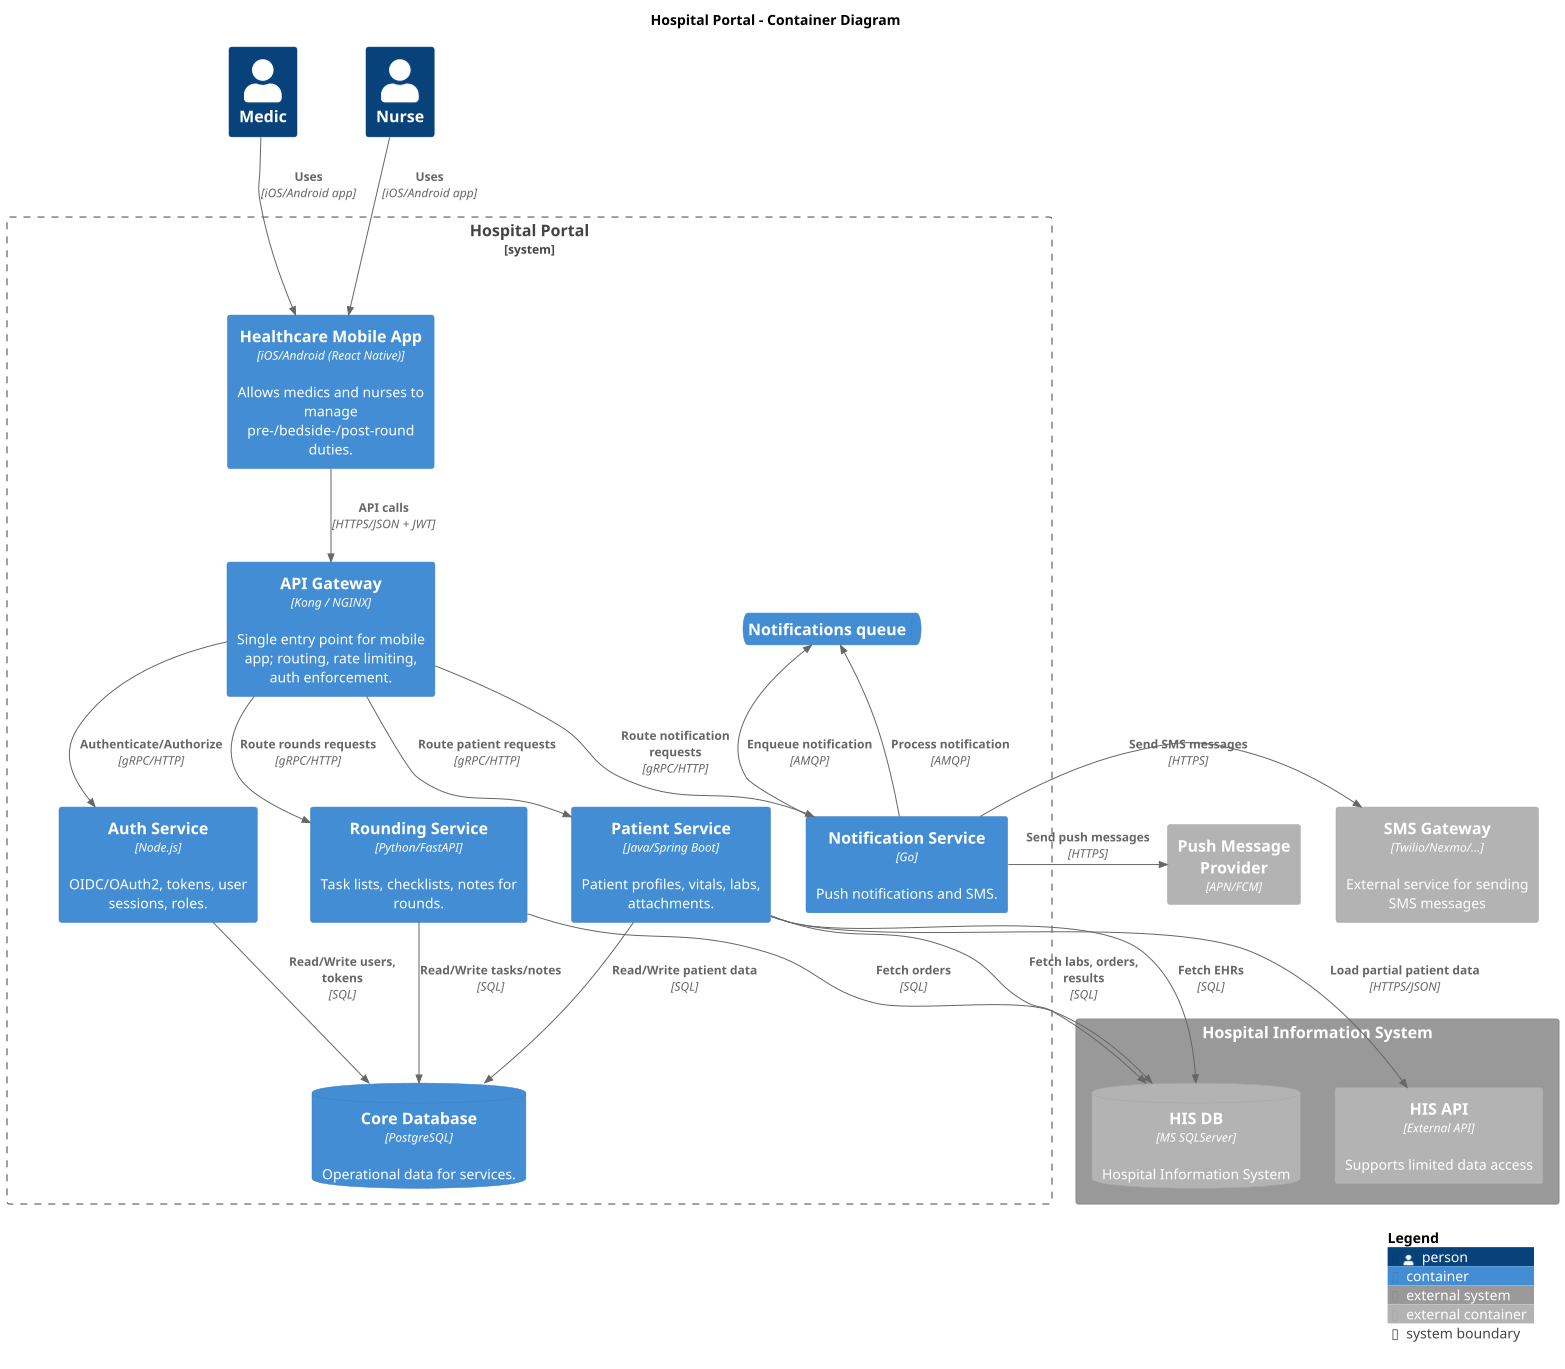 Hospital Portal - Container Diagram
Medic
Nurse
Uses
[iOS/Android app]
Uses
[iOS/Android app]
Hospital Portal
[system]
Healthcare Mobile App
[iOS/Android (React Native)]
Allows medics and nurses to
manage
pre-/bedside-/post-round
duties.
API calls
[HTTPS/JSON + JWT]
API Gateway
[Kong / NGINX]
Single entry point for mobile
app; routing, rate limiting,
auth enforcement.
Notifications queue
Authenticate/Authorize
[gRPC/HTTP]
Route rounds requests
[gRPC/HTTP]
Route patient requests
[gRPC/HTTP]
Route notification
requests
[gRPC/HTTP]
Enqueue notification
[AMQP]
Process notification
[AMQP]
Send SMS messages
[HTTPS]
Auth Service
[Node.js]
OIDC/OAuth2, tokens, user
sessions, roles.
Rounding Service
[Python/FastAPI]
Task lists, checklists, notes for
rounds.
Patient Service
[Java/Spring Boot]
Patient profiles, vitals, labs,
attachments.
Notification Service
[Go]
Push notifications and SMS.
Send push messages
[HTTPS]
Push Message
Provider
[APN/FCM]
SMS Gateway
[Twilio/Nexmo/...]
External service for sending
SMS messages
Read/Write users,
tokens
[SQL]
Read/Write tasks/notes
[SQL]
Read/Write patient data
[SQL]
Fetch orders
[SQL]
Fetch labs, orders,
results
[SQL]
Fetch EHRs
[SQL]
Load partial patient data
[HTTPS/JSON]
Hospital Information System
Core Database
[PostgreSQL]
Operational data for services.
HIS DB
[MS SQLServer]
Hospital Information System
HIS API
[External API]
Supports limited data access
Legend
person
container
external system
external container
system boundary